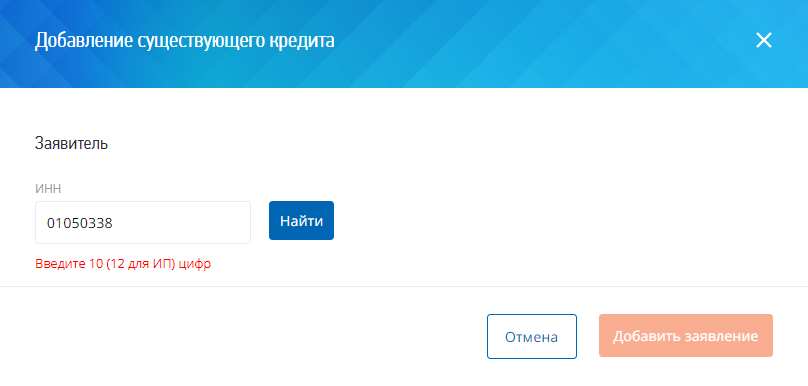 Добавление существующего кредита
Заявитель
ИНН
01050338
Найти
Введите 10 (12 для ИП) цифр
Отмена
Добавить заявление